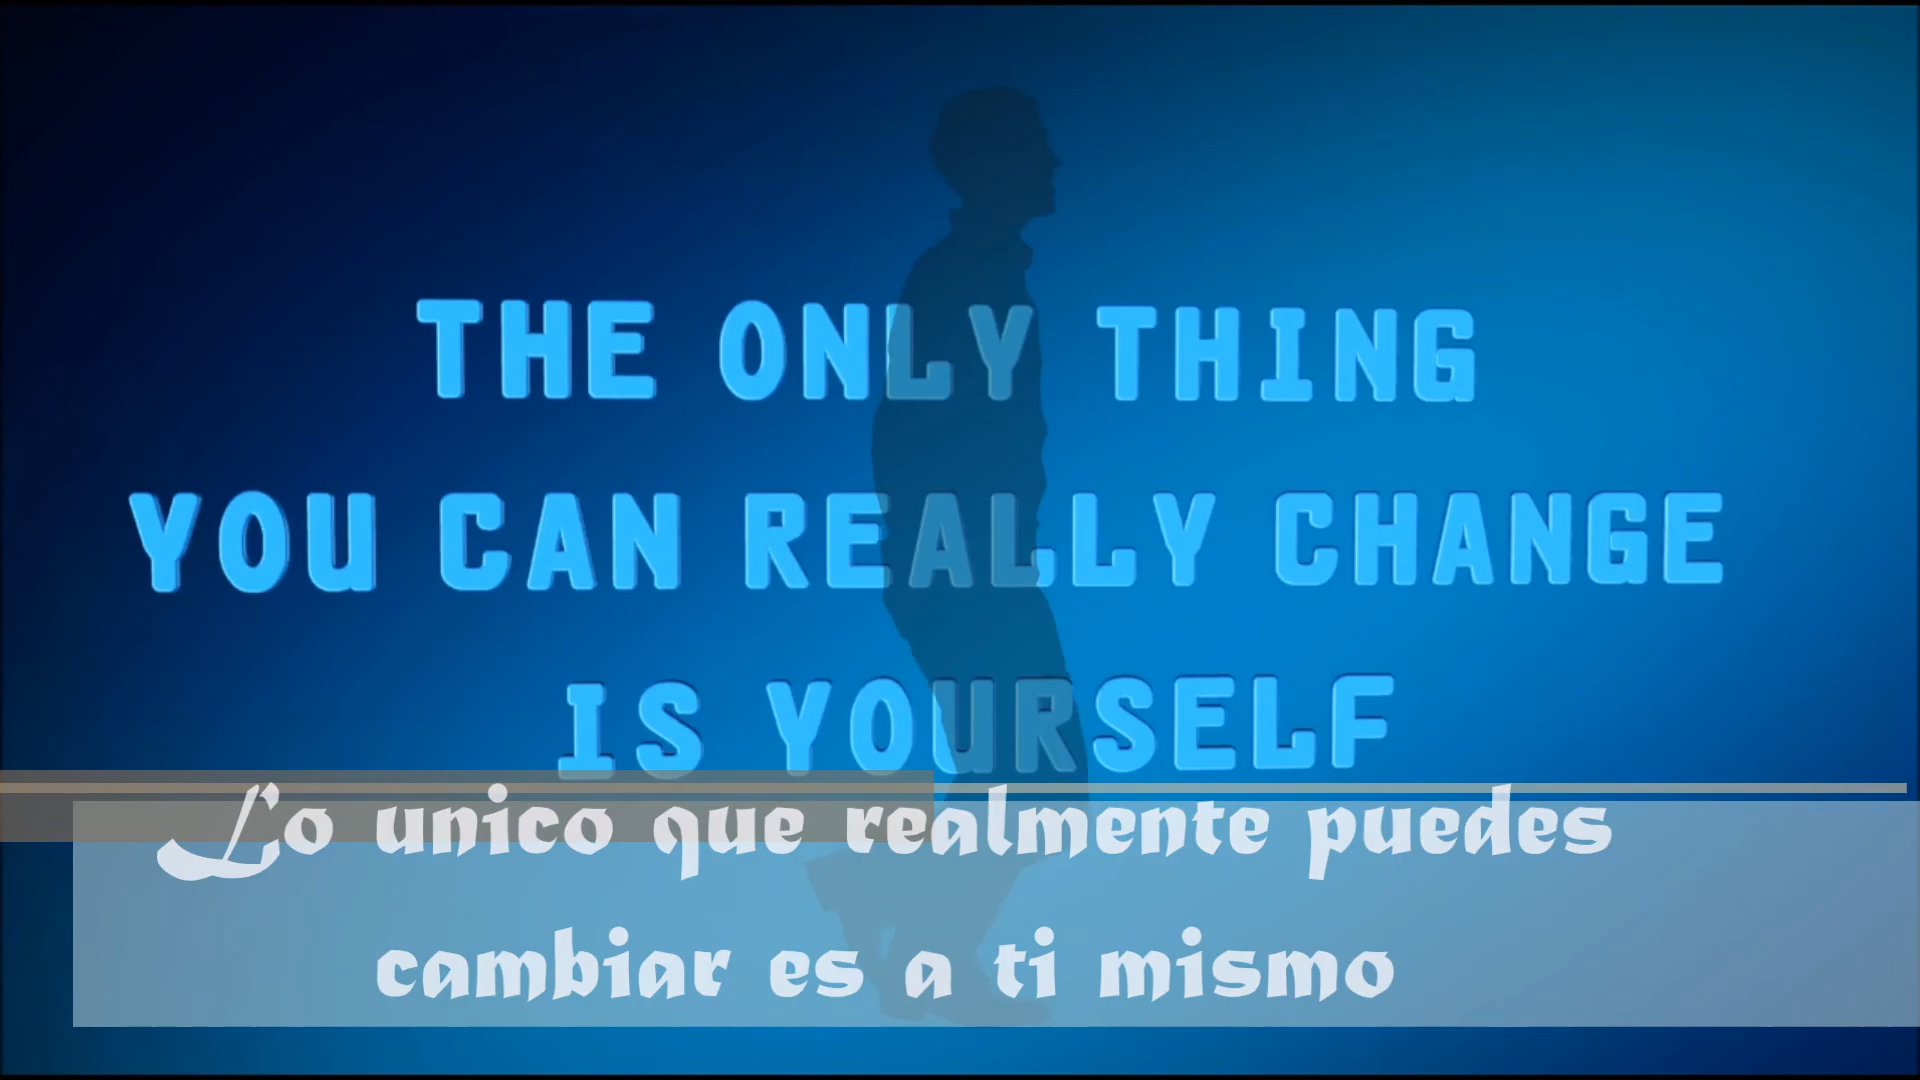 THE ONLY THING
YOU CAN REALLY CHANGE
IS YOURSELF
Lo unico que realmente puedes
cambiar es a ti mismo